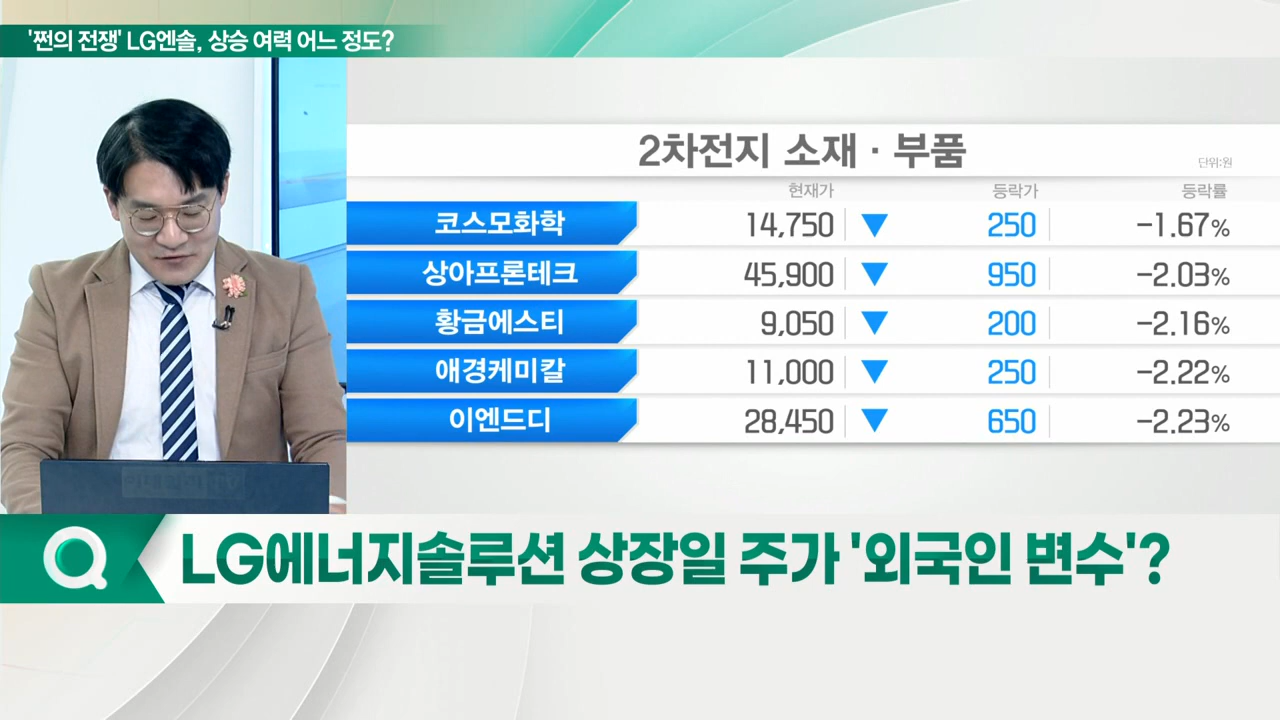 '쩐의 전쟁' LG엔솔, 상승 여력 어느 정도?
2차전지 소재 · 부품
단위:원
현재가 등락가 등락률
코스모화학 14,750 ▼ 250 -1.67%
상아프론테크 45,900 ▼ 950 -2.03%
황금에스티 9,050 ▼ 200 -2.16%
애경케미칼 11,000 ▼ 250 -2.22%
이엔드디 28,450 ▼ 650 -2.23%
Q LG에너지솔루션 상장일 주가 '외국인 변수'?